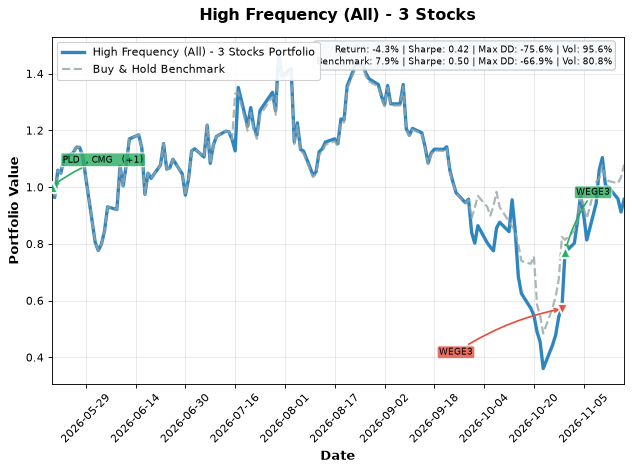 High Frequency (All) - 3 Stocks
High Frequency (All) - 3 Stocks Portfolio
Buy & Hold Benchmark
Return: -4.3% | Sharpe: 0.42 | Max DD: -75.6% | Vol: 95.6%
Benchmark: 7.9% | Sharpe: 0.50 | Max DD: -66.9% | Vol: 80.8%
Portfolio Value
1.4
1.2
1.0
0.8
0.6
0.4
PLD , CMG (+1)
WEGE3
WEGE3
2026-05-29
2026-06-14
2026-06-30
2026-07-16
2026-08-01
2026-08-17
2026-09-02
2026-09-18
2026-10-04
2026-10-20
2026-11-05
Date